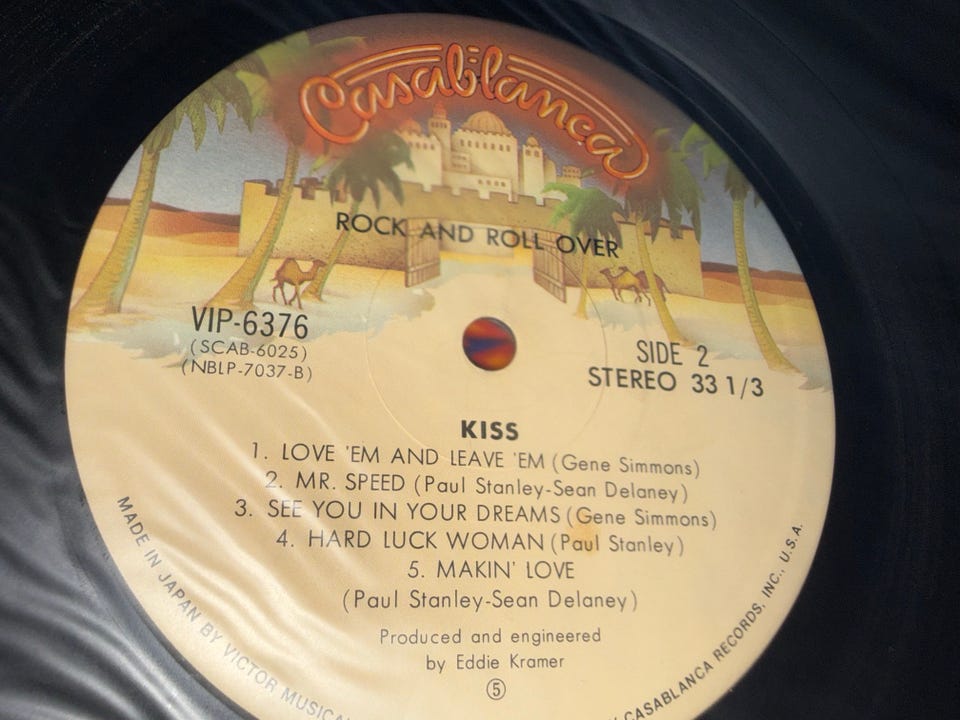 Casablanca
ROCK AND ROLL OVER
VIP-6376
(SCAB-6025)
(NBLP-7037-B)
SIDE 2
STEREO 33 1/3
KISS
1. LOVE 'EM AND LEAVE 'EM (Gene Simmons)
2. MR. SPEED (Paul Stanley-Sean Delaney)
3. SEE YOU IN YOUR DREAMS (Gene Simmons)
4. HARD LUCK WOMAN (Paul Stanley)
5. MAKIN' LOVE
(Paul Stanley-Sean Delaney)
Produced and engineered
by Eddie Kramer
⑤
MADE IN JAPAN BY VICTOR MUSICAL
CASABLANCA RECORDS, INC., U.S.A.